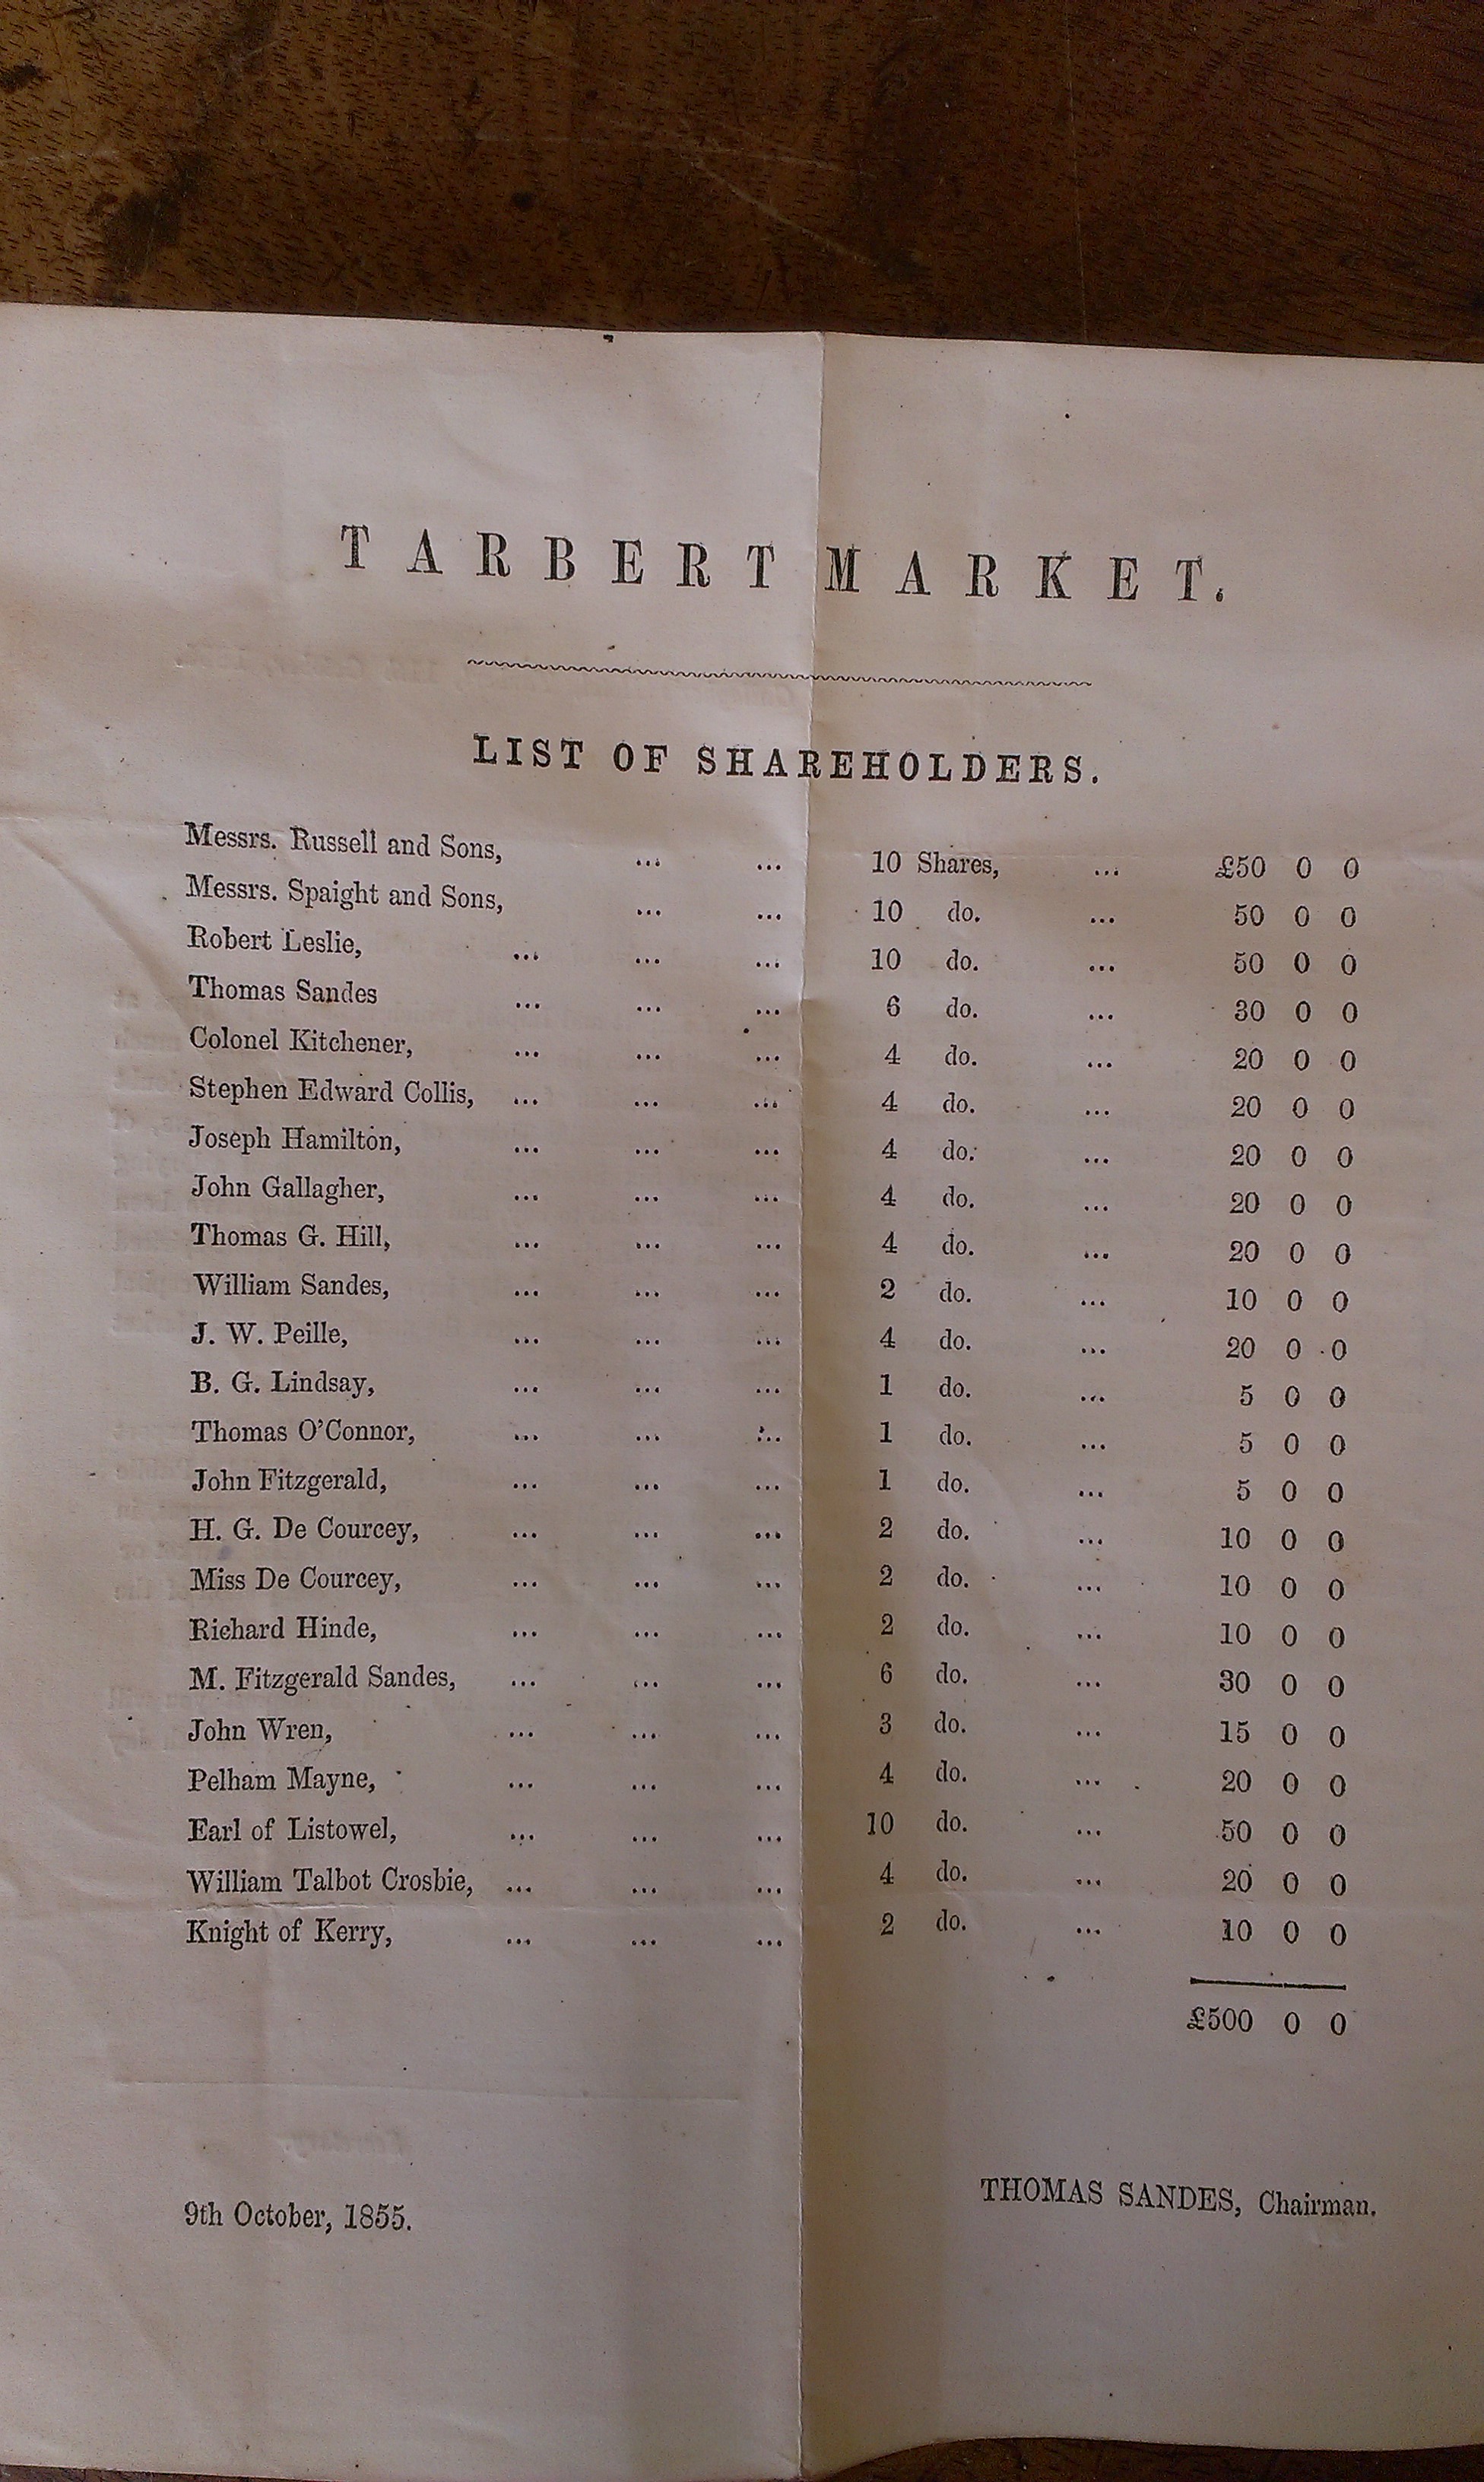 TARBERT MARKET.
LIST OF SHAREHOLDERS.
Messrs. Russell and Sons, ... ... 10 Shares, ... £50 0 0
Messrs. Spaight and Sons, ... ... 10 do. ... 50 0 0
Robert Leslie, ... ... ... 10 do. ... 50 0 0
Thomas Sandes ... ... ... 6 do. ... 30 0 0
Colonel Kitchener, ... ... ... 4 do. ... 20 0 0
Stephen Edward Collis, ... ... ... 4 do. ... 20 0 0
Joseph Hamilton, ... ... ... 4 do. ... 20 0 0
John Gallagher, ... ... ... 4 do. ... 20 0 0
Thomas G. Hill, ... ... ... 4 do. ... 20 0 0
William Sandes, ... ... ... 2 do. ... 10 0 0
J. W. Peille, ... ... ... 4 do. ... 20 0 0
B. G. Lindsay, ... ... ... 1 do. ... 5 0 0
Thomas O'Connor, ... ... ... 1 do. ... 5 0 0
John Fitzgerald, ... ... ... 1 do. ... 5 0 0
H. G. De Courcey, ... ... ... 2 do. ... 10 0 0
Miss De Courcey, ... ... ... 2 do. ... 10 0 0
Richard Hinde, ... ... ... 2 do. ... 10 0 0
M. Fitzgerald Sandes, ... ... ... 6 do. ... 30 0 0
John Wren, ... ... ... 3 do. ... 15 0 0
Pelham Mayne, ... ... ... 4 do. ... 20 0 0
Earl of Listowel, ... ... ... 10 do. ... 50 0 0
William Talbot Crosbie, ... ... ... 4 do. ... 20 0 0
Knight of Kerry, ... ... ... 2 do. ... 10 0 0
£500 0 0
THOMAS SANDES, Chairman.
9th October, 1855.